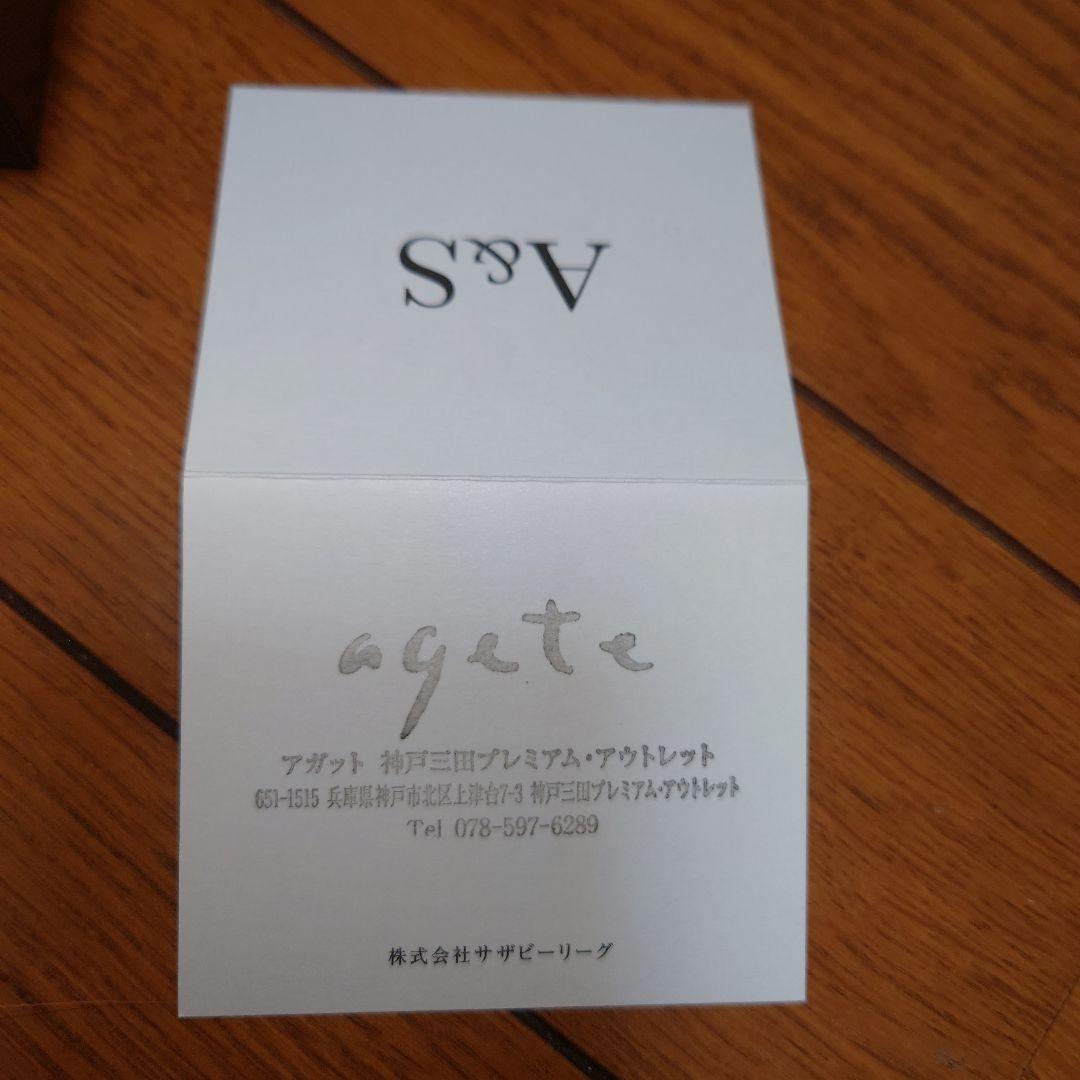 A&S
agete
アガット 神戸三田プレミアム・アウトレット
651-1515 兵庫県神戸市北区上津台7-3 神戸三田プレミアム・アウトレット
Tel 078-597-6289
株式会社サザビーリーグ